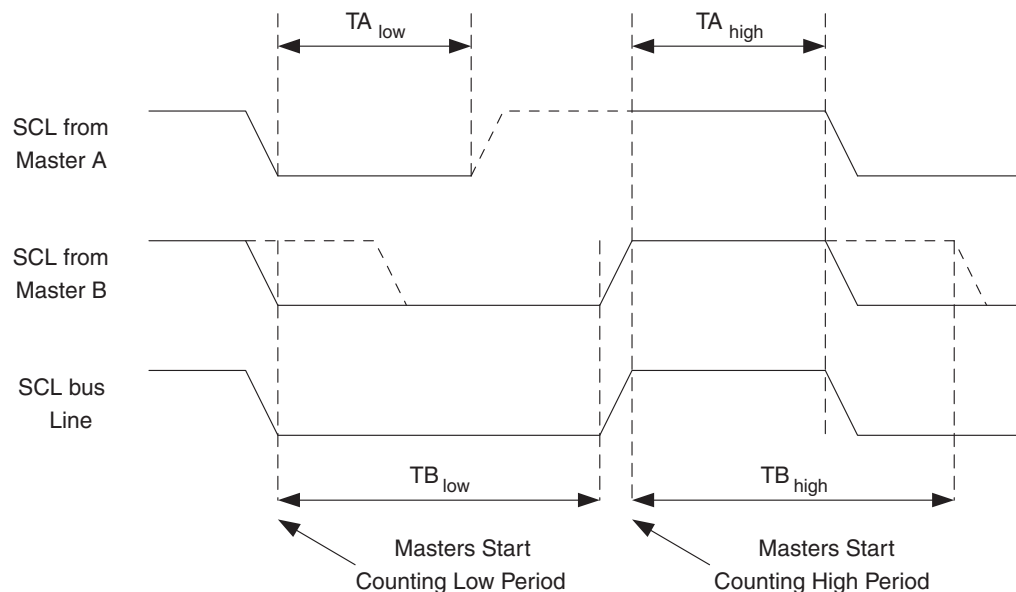 TA low
TA high
SCL from
Master A
SCL from
Master B
SCL bus
Line
TB low
TB high
Masters Start
Counting Low Period
Masters Start
Counting High Period